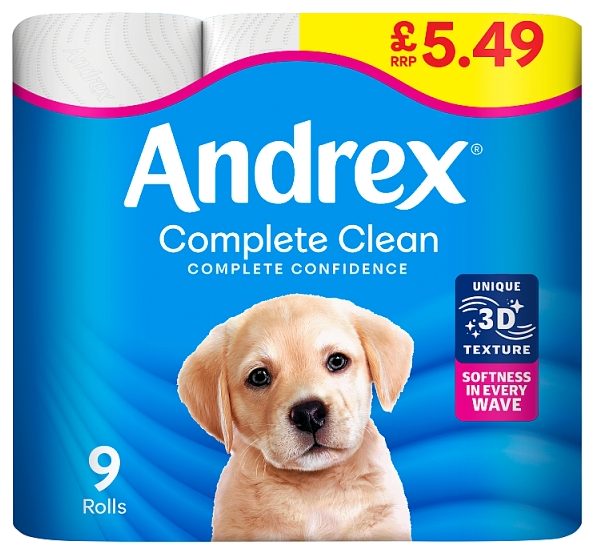 £5.49
RRP
Andrex®
Complete Clean
COMPLETE CONFIDENCE
UNIQUE
3D
TEXTURE
SOFTNESS
IN EVERY
WAVE
9
Rolls